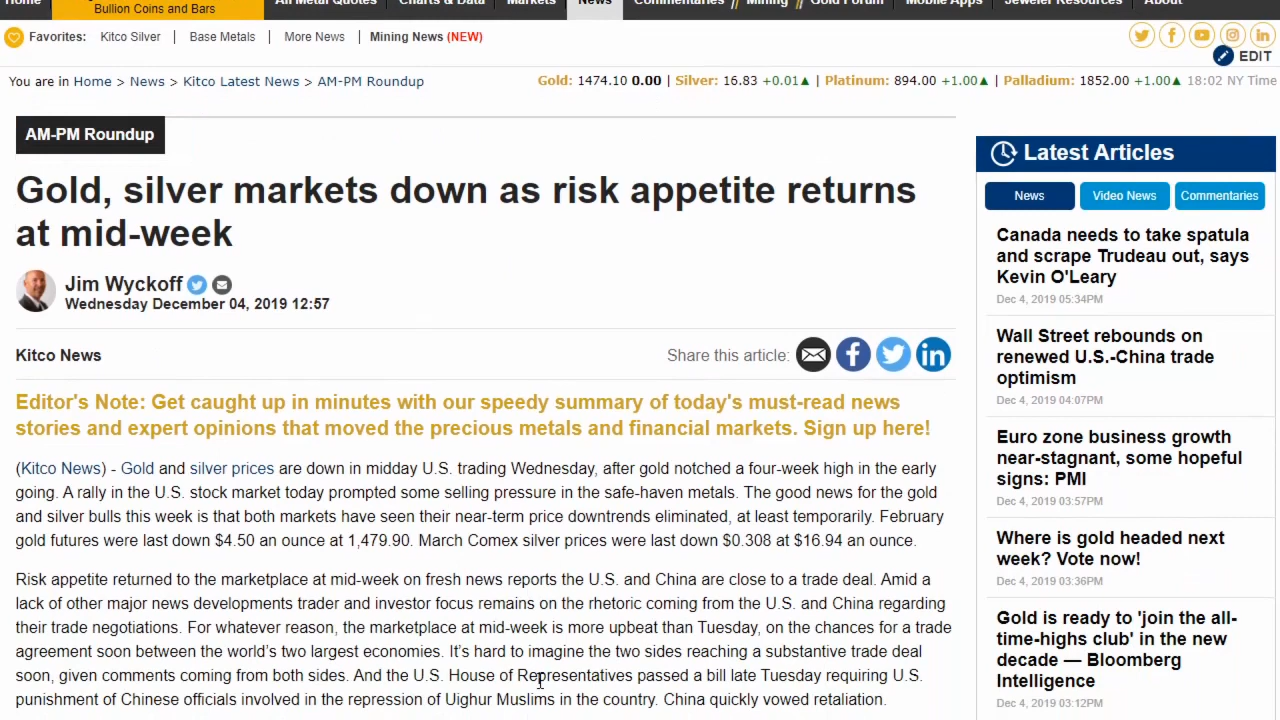 Home
Bullion Coins and Bars
All Metal Quotes
Charts & Data
Markets
News
Commentaries
Mining
Gold Forum
Mobile Apps
Jeweler Resources
About
Favorites: Kitco Silver | Base Metals | More News | Mining News (NEW)
EDIT
You are in Home > News > Kitco Latest News > AM-PM Roundup
Gold: 1474.10 0.00 | Silver: 16.83 +0.01▲ | Platinum: 894.00 +1.00▲ | Palladium: 1852.00 +1.00▲ 18:02 NY Time
AM-PM Roundup
Gold, silver markets down as risk appetite returns
at mid-week
Jim Wyckoff
Wednesday December 04, 2019 12:57
Kitco News
Share this article:
Editor's Note: Get caught up in minutes with our speedy summary of today's must-read news
stories and expert opinions that moved the precious metals and financial markets. Sign up here!
(Kitco News) - Gold and silver prices are down in midday U.S. trading Wednesday, after gold notched a four-week high in the early
going. A rally in the U.S. stock market today prompted some selling pressure in the safe-haven metals. The good news for the gold
and silver bulls this week is that both markets have seen their near-term price downtrends eliminated, at least temporarily. February
gold futures were last down $4.50 an ounce at 1,479.90. March Comex silver prices were last down $0.308 at $16.94 an ounce.
Risk appetite returned to the marketplace at mid-week on fresh news reports the U.S. and China are close to a trade deal. Amid a
lack of other major news developments trader and investor focus remains on the rhetoric coming from the U.S. and China regarding
their trade negotiations. For whatever reason, the marketplace at mid-week is more upbeat than Tuesday, on the chances for a trade
agreement soon between the world's two largest economies. It's hard to imagine the two sides reaching a substantive trade deal
soon, given comments coming from both sides. And the U.S. House of Representatives passed a bill late Tuesday requiring U.S.
punishment of Chinese officials involved in the repression of Uighur Muslims in the country. China quickly vowed retaliation.
Latest Articles
News
Video News
Commentaries
Canada needs to take spatula
and scrape Trudeau out, says
Kevin O'Leary
Dec 4, 2019 05:34PM
Wall Street rebounds on
renewed U.S.-China trade
optimism
Dec 4, 2019 04:07PM
Euro zone business growth
near-stagnant, some hopeful
signs: PMI
Dec 4, 2019 03:57PM
Where is gold headed next
week? Vote now!
Dec 4, 2019 03:36PM
Gold is ready to 'join the all-
time-highs club' in the new
decade — Bloomberg
Intelligence
Dec 4, 2019 03:12PM